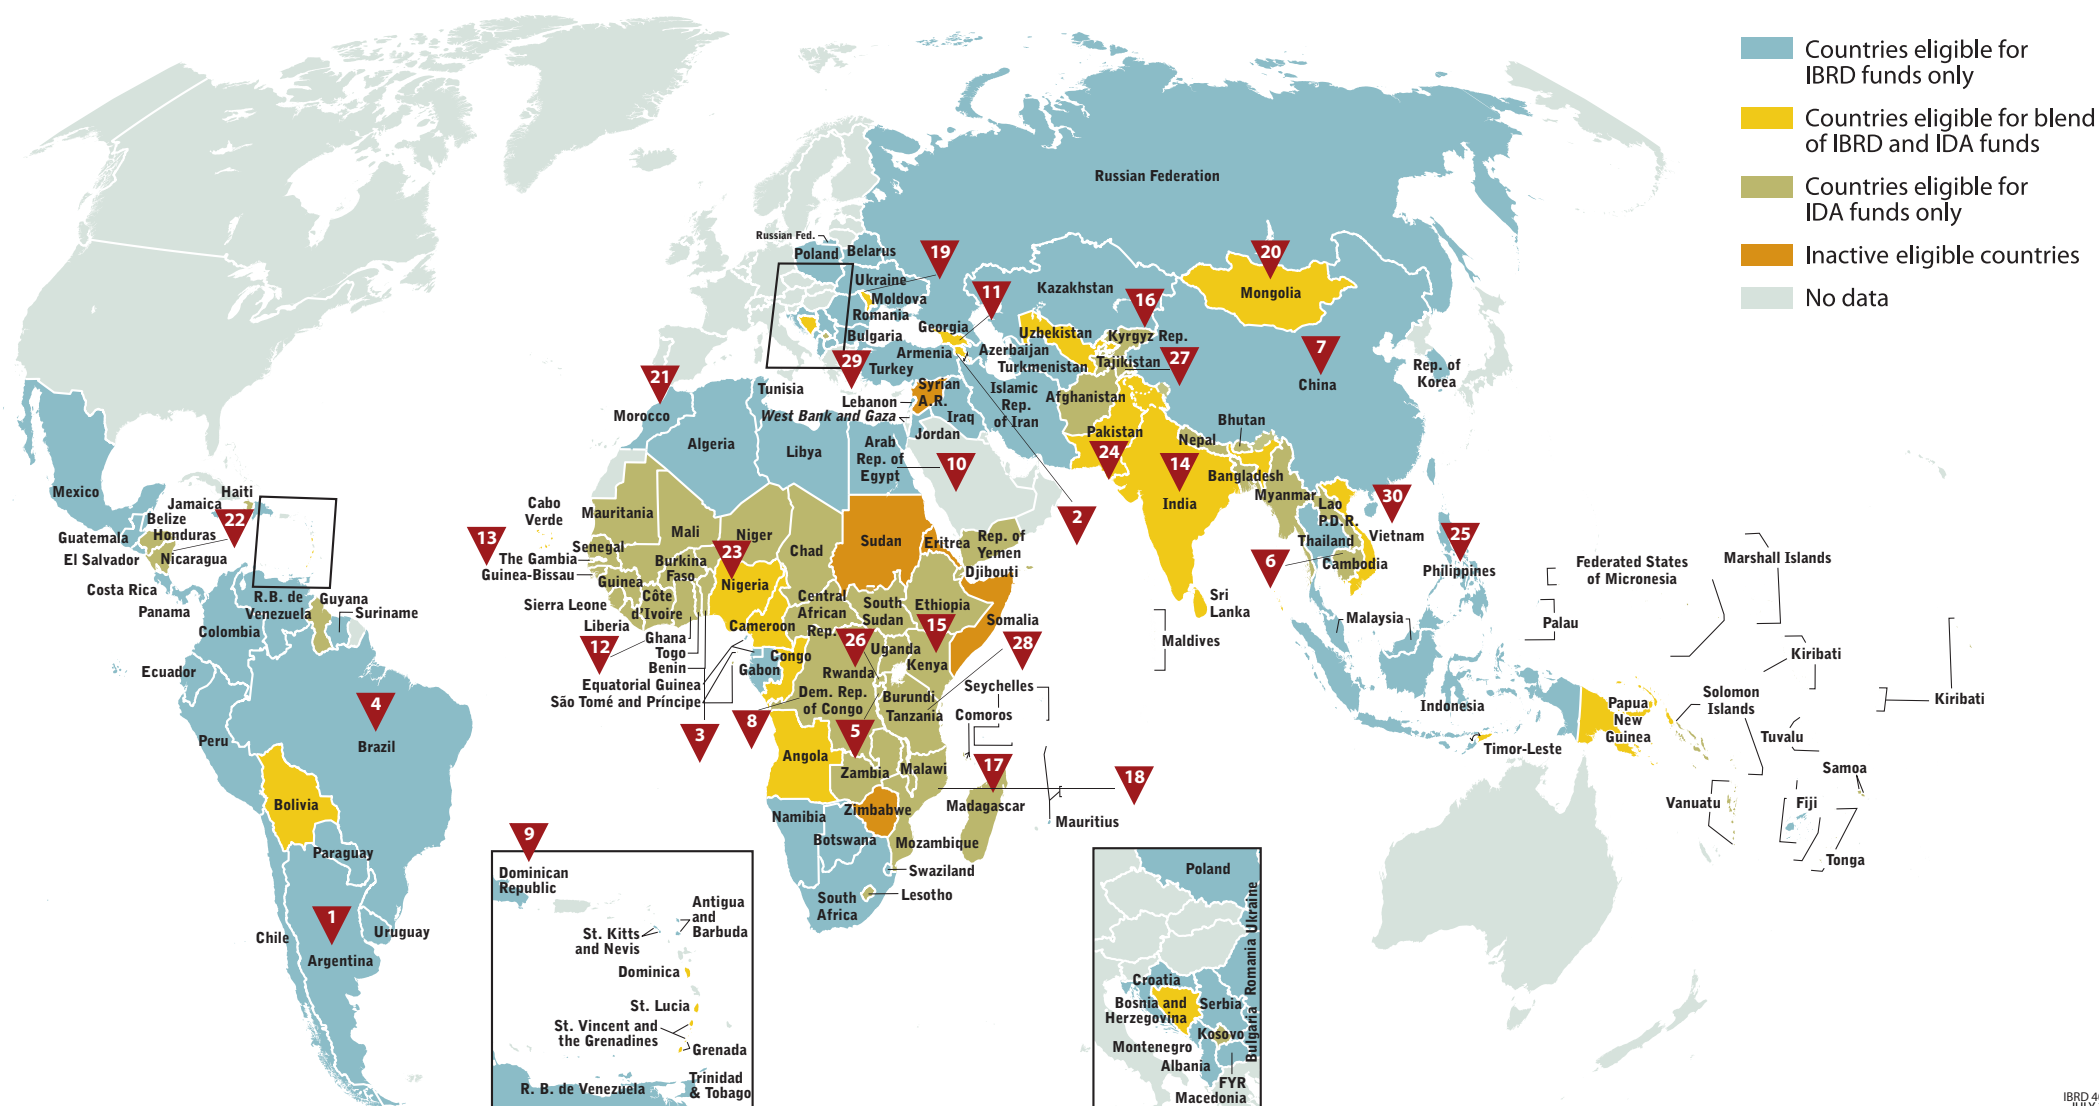 Countries eligible for
IBRD funds only
Countries eligible for blend
of IBRD and IDA funds
Countries eligible for
IDA funds only
Inactive eligible countries
No data
Russian Federation
Russian Fed.
Poland
Belarus
19
20
Ukraine
Moldova
Romania
Bulgaria
11
Kazakhstan
16
Mongolia
Georgia
Uzbekistan
Kyrgyz Rep.
Armenia
Azerbaijan
Turkmenistan
Tajikistan
27
7
China
Rep. of
Korea
29
Turkey
21
Morocco
Tunisia
Lebanon
West Bank and Gaza
Syrian
A.R.
Iraq
Islamic
Rep.
of Iran
Afghanistan
Jordan
Algeria
Libya
Arab
Rep. of
Egypt
10
Pakistan
24
Nepal
Bhutan
14
India
Bangladesh
Myanmar
Lao
P.D.R.
30
Vietnam
Thailand
Cambodia
6
25
Philippines
2
Mexico
Jamaica
Haiti
Belize
22
Honduras
Guatemala
El Salvador
Nicaragua
Costa Rica
Panama
R.B. de
Venezuela
Guyana
Suriname
Colombia
Ecuador
Peru
4
Brazil
Bolivia
Paraguay
1
Chile
Argentina
Uruguay
Cabo
Verde
13
Mauritania
Mali
Niger
Chad
Sudan
Eritrea
Rep. of
Yemen
Djibouti
Senegal
The Gambia
Guinea-Bissau
Guinea
Burkina
Faso
23
Nigeria
Sierra Leone
Côte
d'Ivoire
Liberia
12
Ghana
Togo
Benin
Cameroon
Central
African
Rep.
South
Sudan
Ethiopia
Somalia
15
28
26
Uganda
Kenya
Congo
Gabon
Rwanda
Equatorial Guinea
São Tomé and Príncipe
Dem. Rep.
of Congo
Burundi
Tanzania
Seychelles
Comoros
3
8
5
Angola
Zambia
Malawi
17
18
Madagascar
Mauritius
Zimbabwe
Namibia
Botswana
Mozambique
Swaziland
Lesotho
South
Africa
Sri
Lanka
Maldives
Malaysia
Indonesia
Timor-Leste
Papua
New
Guinea
Federated States
of Micronesia
Marshall Islands
Palau
Kiribati
Kiribati
Solomon
Islands
Tuvalu
Samoa
Vanuatu
Fiji
Tonga
9
Dominican
Republic
Antigua
and
Barbuda
St. Kitts
and Nevis
Dominica
St. Lucia
St. Vincent and
the Grenadines
Grenada
R. B. de Venezuela
Trinidad
& Tobago
Poland
Ukraine
Romania
Croatia
Bosnia and
Herzegovina
Serbia
Kosovo
Bulgaria
Montenegro
Albania
FYR
Macedonia
IBRD